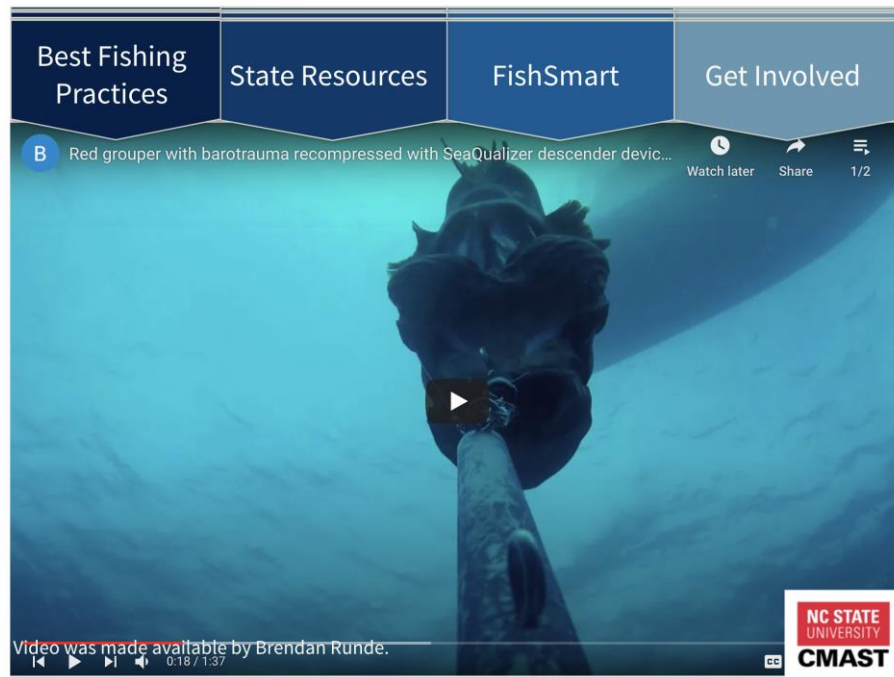 Best Fishing
Practices
State Resources
FishSmart
Get Involved
B
Red grouper with barotrauma recompressed with SeaQualizer descender devic...
Watch later
Share
1/2
Video was made available by Brendan Runde.
0:18 / 1:37
CC
NC STATE
UNIVERSITY
CMAST